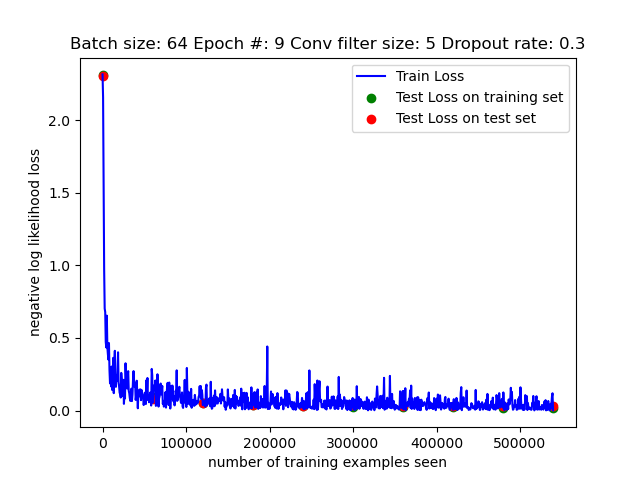 Batch size: 64 Epoch #: 9 Conv filter size: 5 Dropout rate: 0.3
Train Loss
Test Loss on training set
Test Loss on test set
negative log likelihood loss
2.0
1.5
1.0
0.5
0.0
0 100000 200000 300000 400000 500000
number of training examples seen